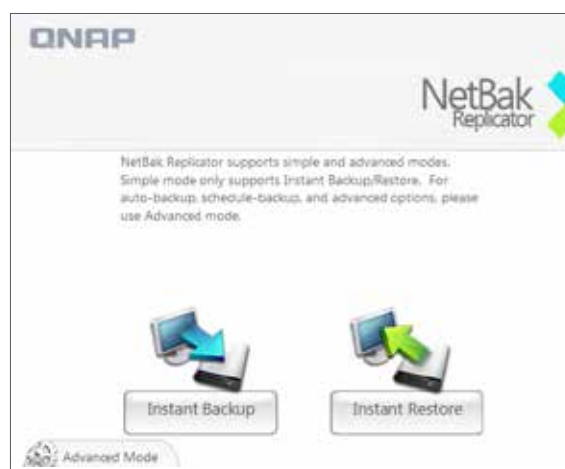 QNAP
NetBak
Replicator
NetBak Replicator supports simple and advanced modes.
Simple mode only supports Instant Backup/Restore. For
auto-backup, schedule-backup, and advanced options, please
use Advanced mode.
Instant Backup
Instant Restore
Advanced Mode